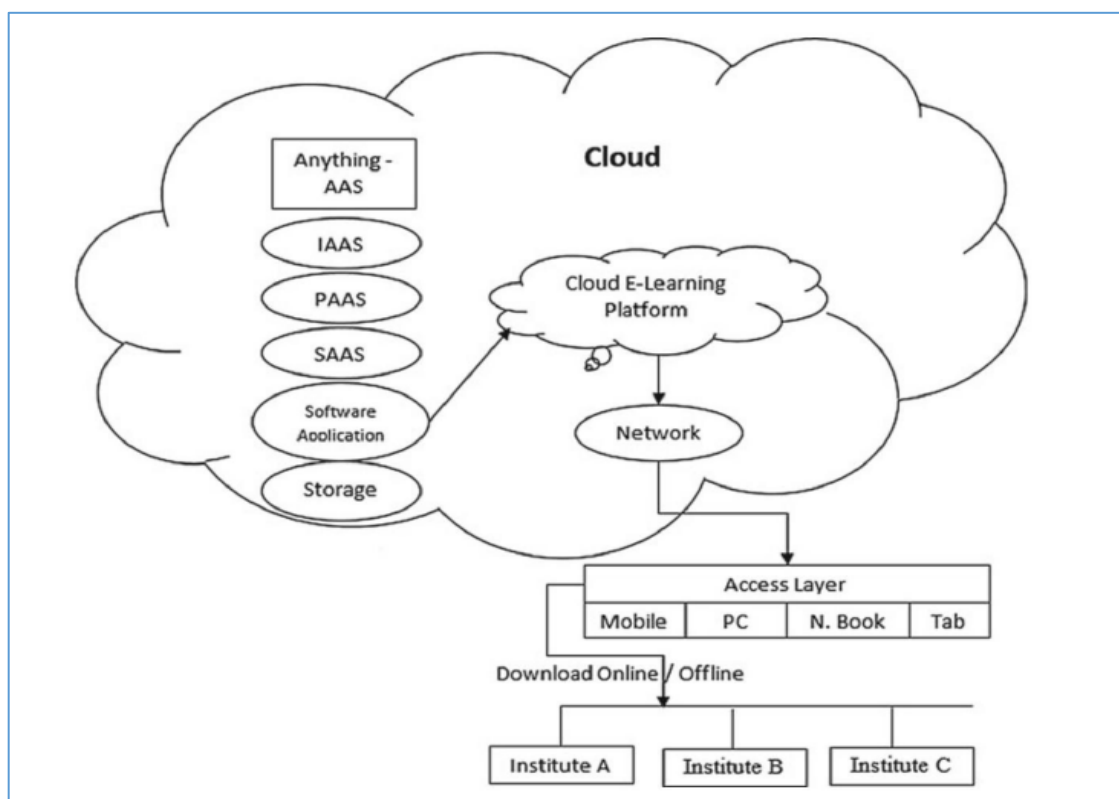 Anything -
AAS
Cloud
IAAS
PAAS
SAAS
Software
Application
Storage
Cloud E-Learning
Platform
Network
Access Layer
Mobile
PC
N. Book
Tab
Download Online / Offline
Institute A
Institute B
Institute C